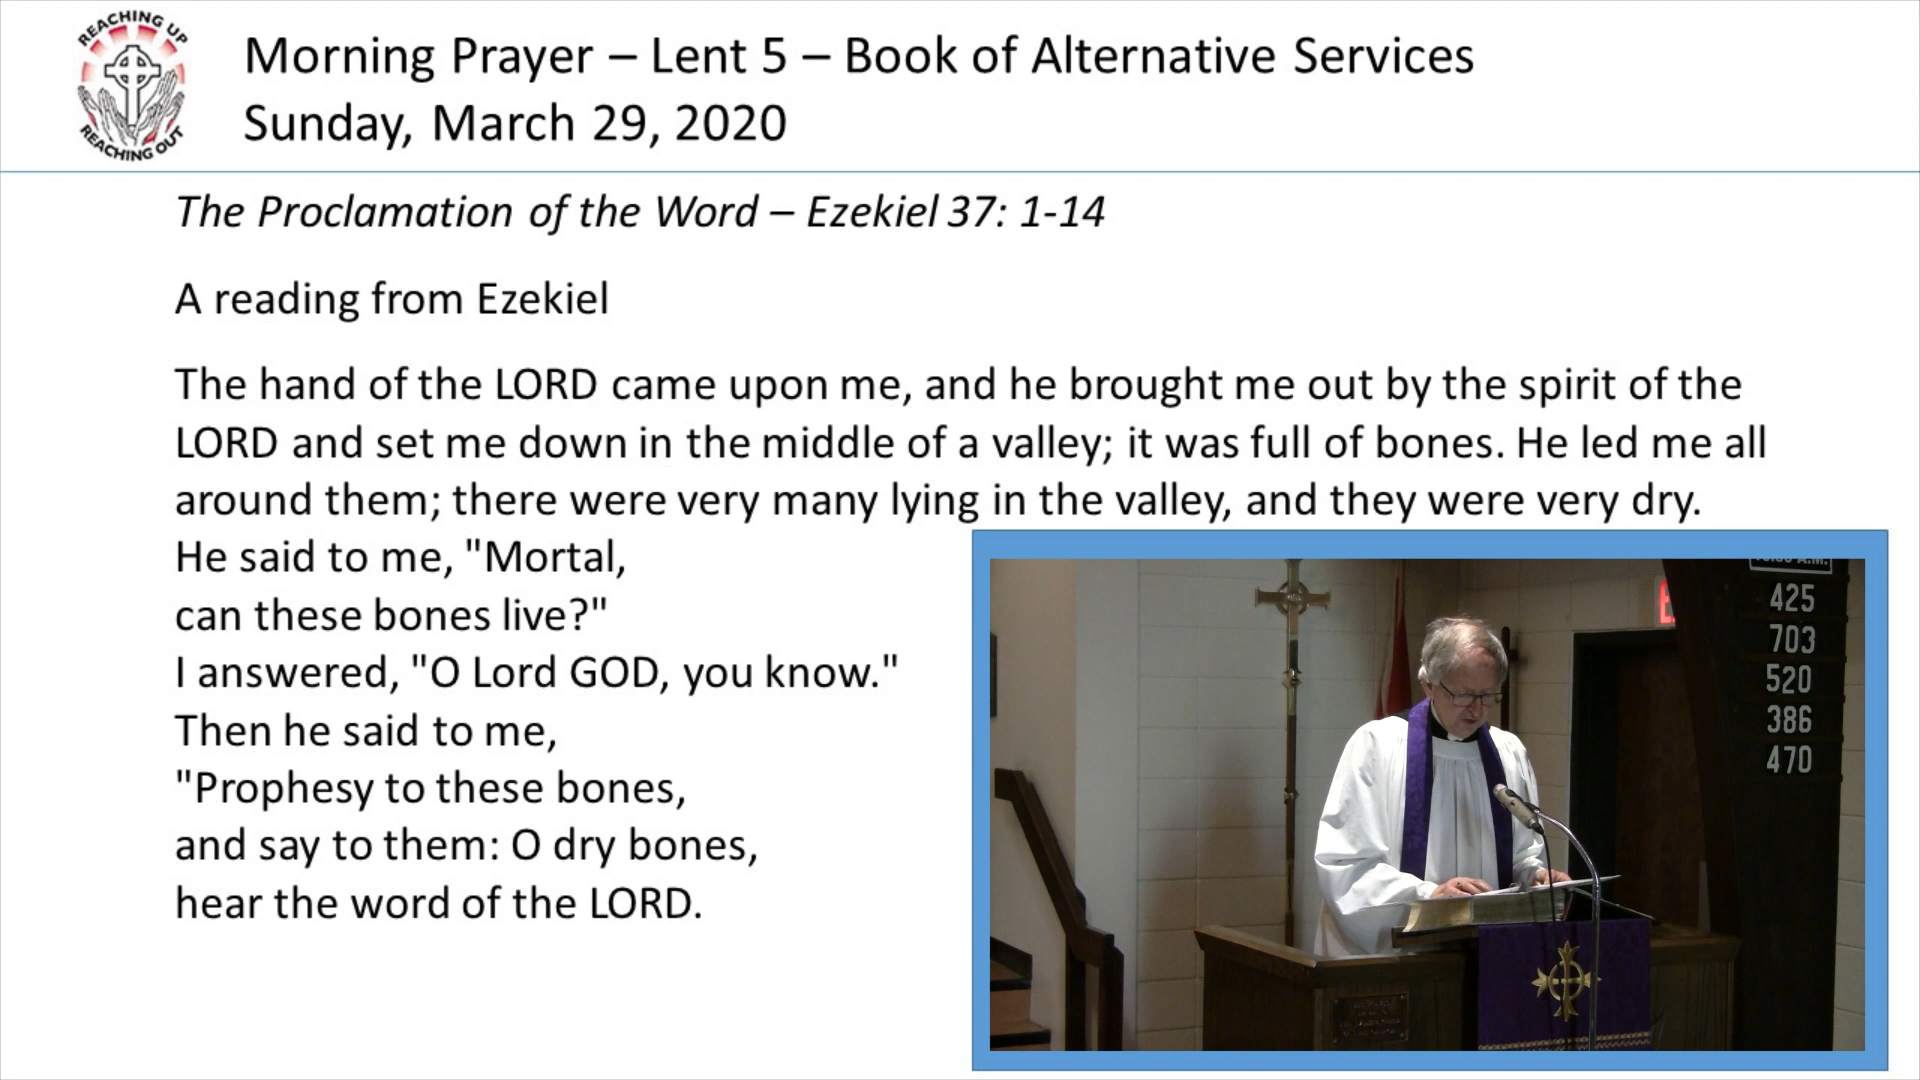 REACHING UP
REACHING OUT
Morning Prayer – Lent 5 – Book of Alternative Services
Sunday, March 29, 2020
The Proclamation of the Word – Ezekiel 37: 1-14
A reading from Ezekiel
The hand of the LORD came upon me, and he brought me out by the spirit of the
LORD and set me down in the middle of a valley; it was full of bones. He led me all
around them; there were very many lying in the valley, and they were very dry.
He said to me, "Mortal,
can these bones live?"
I answered, "O Lord GOD, you know."
Then he said to me,
"Prophesy to these bones,
and say to them: O dry bones,
hear the word of the LORD.
A.M.
425
703
520
386
470